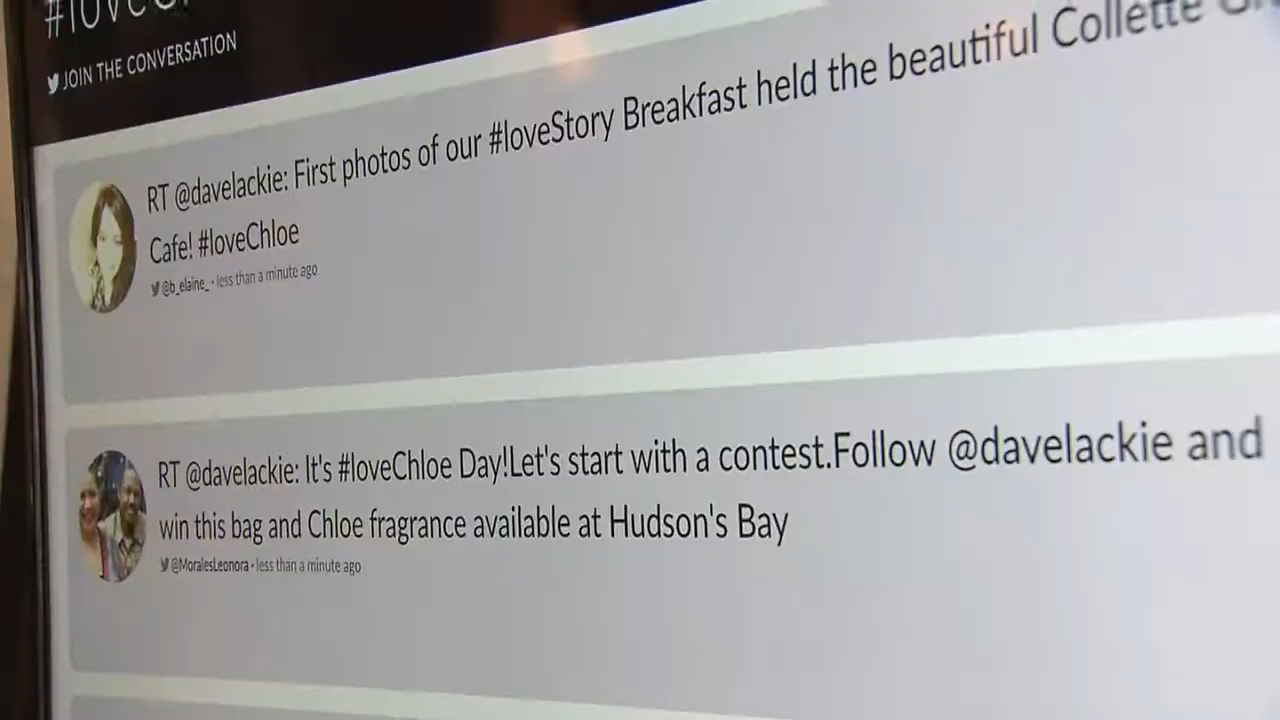 JOIN THE CONVERSATION
RT @davelackie: First photos of our #loveStory Breakfast held the beautiful Collette
Cafe! #loveChloe
@b_elaine_ · less than a minute ago
RT @davelackie: It's #loveChloe Day!Let's start with a contest.Follow @davelackie and
win this bag and Chloe fragrance available at Hudson's Bay
@MoralesLeonora · less than a minute ago